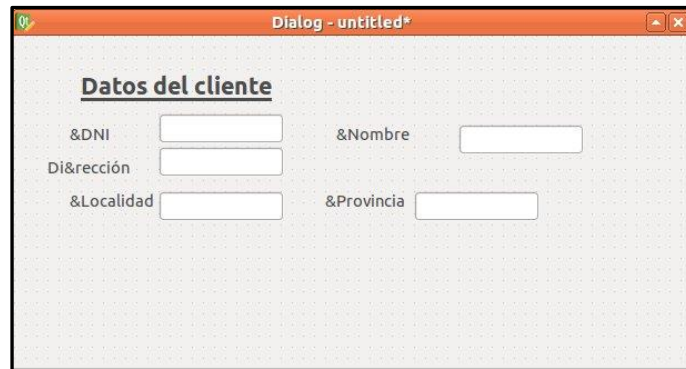 Dialog - untitled*
Datos del cliente
&DNI
&Nombre
Di&rección
&Localidad
&Provincia